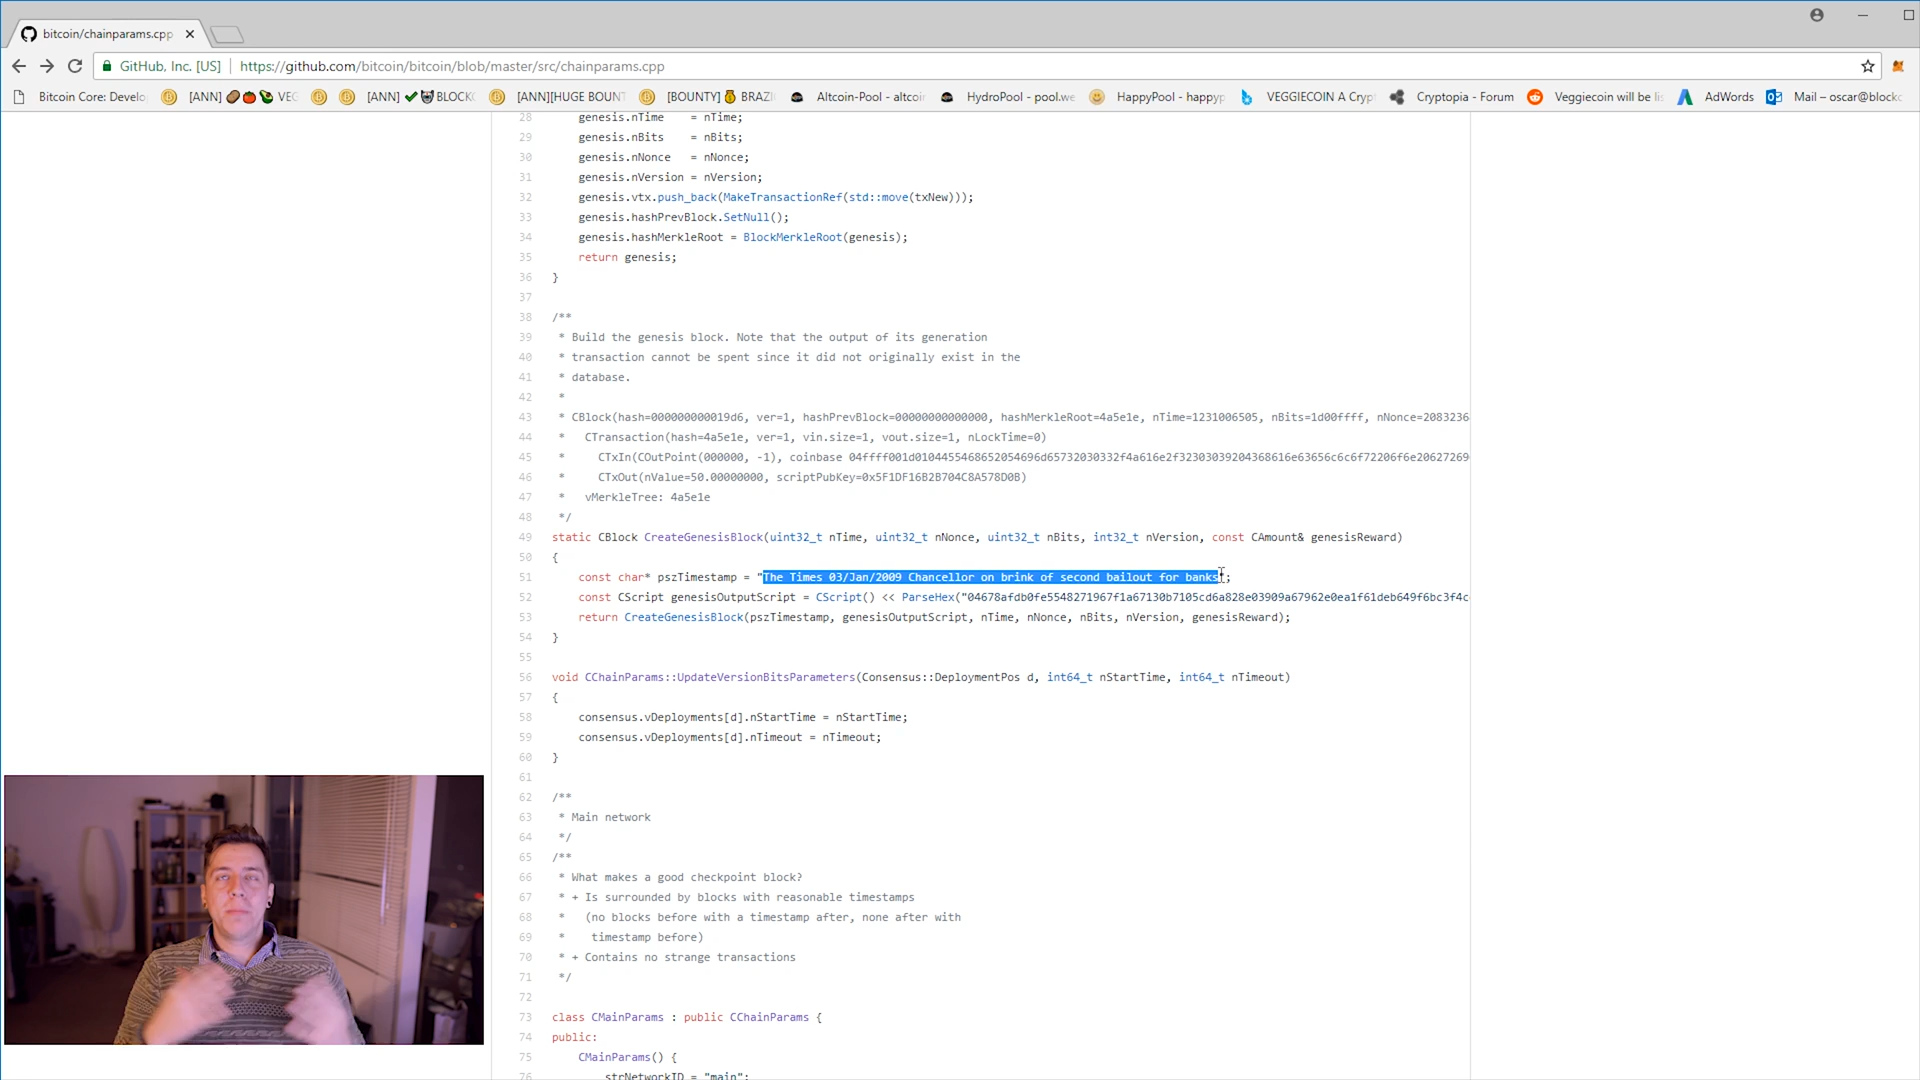 bitcoin/chainparams.cpp
GitHub, Inc. [US] https://github.com/bitcoin/bitcoin/blob/master/src/chainparams.cpp
Bitcoin Core: Develo [ANN] VEG [ANN] BLOCKC [ANN][HUGE BOUNT [BOUNTY] BRAZI Altcoin-Pool - altcoi HydroPool - pool.we HappyPool - happyp VEGGIECOIN A Cryp Cryptopia - Forum Veggiecoin will be li AdWords Mail – oscar@blockc
28 genesis.nTime    = nTime;
29 genesis.nBits    = nBits;
30 genesis.nNonce   = nNonce;
31 genesis.nVersion = nVersion;
32 genesis.vtx.push_back(MakeTransactionRef(std::move(txNew)));
33 genesis.hashPrevBlock.SetNull();
34 genesis.hashMerkleRoot = BlockMerkleRoot(genesis);
35 return genesis;
36 }
37
38 /**
39 * Build the genesis block. Note that the output of its generation
40 * transaction cannot be spent since it did not originally exist in the
41 * database.
42 *
43 * CBlock(hash=000000000019d6, ver=1, hashPrevBlock=00000000000000, hashMerkleRoot=4a5e1e, nTime=1231006505, nBits=1d00ffff, nNonce=2083236
44 *   CTransaction(hash=4a5e1e, ver=1, vin.size=1, vout.size=1, nLockTime=0)
45 *     CTxIn(COutPoint(000000, -1), coinbase 04ffff001d0104455468652054696d65732030332f4a616e2f32303039204368616e63656c6c6f72206f6e206272696
46 *     CTxOut(nValue=50.00000000, scriptPubKey=0x5F1DF16B2B704C8A578D0B)
47 *   vMerkleTree: 4a5e1e
48 */
49 static CBlock CreateGenesisBlock(uint32_t nTime, uint32_t nNonce, uint32_t nBits, int32_t nVersion, const CAmount& genesisReward)
50 {
51 const char* pszTimestamp = "The Times 03/Jan/2009 Chancellor on brink of second bailout for banks";
52 const CScript genesisOutputScript = CScript() << ParseHex("04678afdb0fe5548271967f1a67130b7105cd6a828e03909a67962e0ea1f61deb649f6bc3f4c
53 return CreateGenesisBlock(pszTimestamp, genesisOutputScript, nTime, nNonce, nBits, nVersion, genesisReward);
54 }
55
56 void CChainParams::UpdateVersionBitsParameters(Consensus::DeploymentPos d, int64_t nStartTime, int64_t nTimeout)
57 {
58 consensus.vDeployments[d].nStartTime = nStartTime;
59 consensus.vDeployments[d].nTimeout = nTimeout;
60 }
61
62 /**
63 * Main network
64 */
65 /**
66 * What makes a good checkpoint block?
67 * + Is surrounded by blocks with reasonable timestamps
68 *   (no blocks before with a timestamp after, none after with
69 *    timestamp before)
70 * + Contains no strange transactions
71 */
72
73 class CMainParams : public CChainParams {
74 public:
75 CMainParams() {
76 strNetworkID = "main";